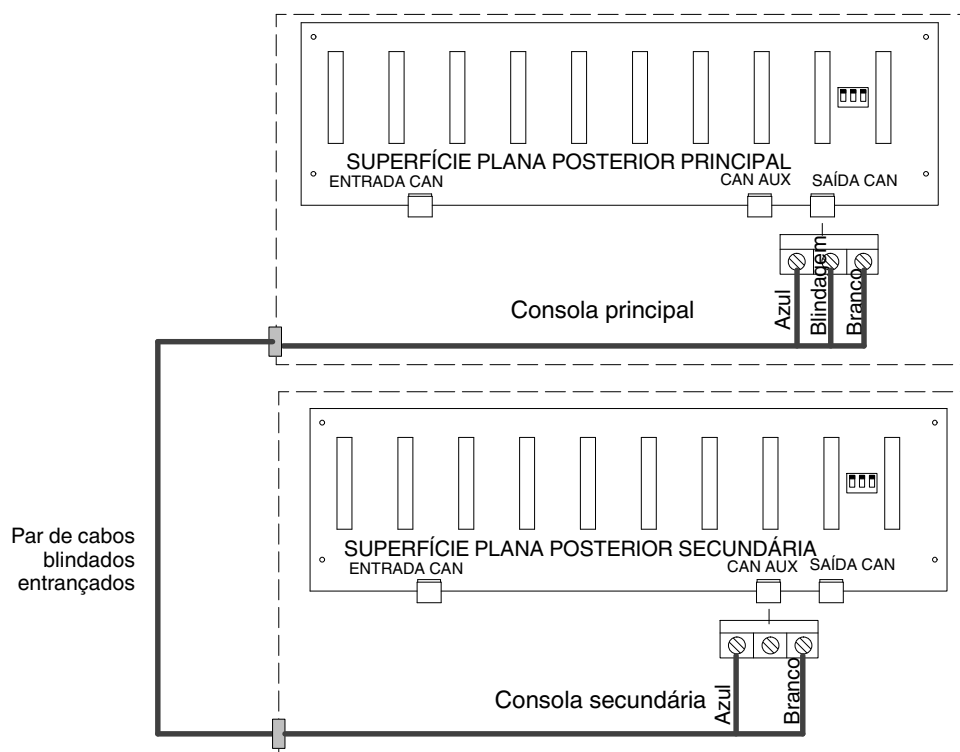 SUPERFÍCIE PLANA POSTERIOR PRINCIPAL
ENTRADA CAN
CAN AUX
SAÍDA CAN
Azul
Blindagem
Branco
Consola principal
Par de cabos
blindados
entrançados
SUPERFÍCIE PLANA POSTERIOR SECUNDÁRIA
ENTRADA CAN
CAN AUX
SAÍDA CAN
Azul
Branco
Consola secundária